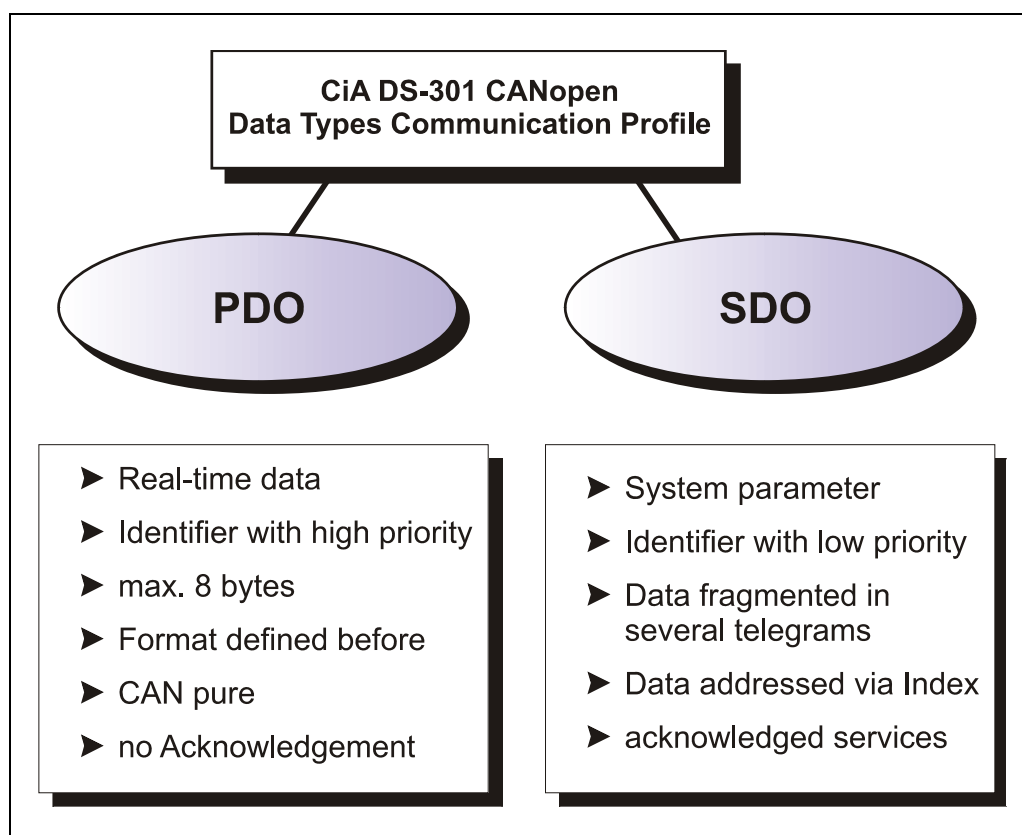 CiA DS-301 CANopen
Data Types Communication Profile
PDO
SDO
➤ Real-time data
➤ Identifier with high priority
➤ max. 8 bytes
➤ Format defined before
➤ CAN pure
➤ no Acknowledgement
➤ System parameter
➤ Identifier with low priority
➤ Data fragmented in
several telegrams
➤ Data addressed via Index
➤ acknowledged services